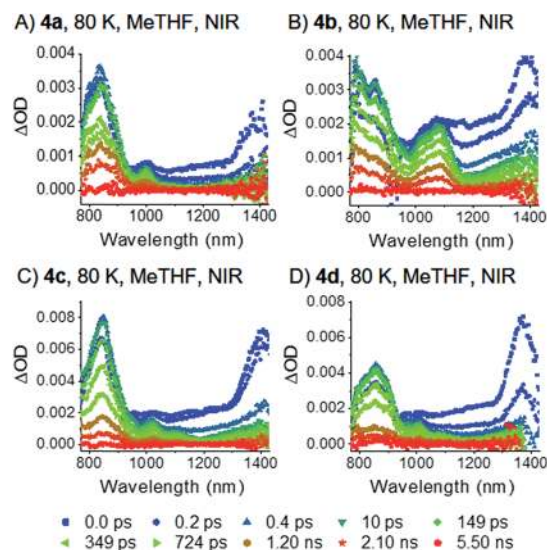 A) 4a, 80 K, MeTHF, NIR
B) 4b, 80 K, MeTHF, NIR
ΔOD
0.004
0.003
0.002
0.001
0.000
800 1000 1200 1400
Wavelength (nm)
0.004
0.003
0.002
0.001
0.000
800 1000 1200 1400
Wavelength (nm)
C) 4c, 80 K, MeTHF, NIR
D) 4d, 80 K, MeTHF, NIR
ΔOD
0.008
0.006
0.004
0.002
0.000
800 1000 1200 1400
Wavelength (nm)
0.008
0.006
0.004
0.002
0.000
800 1000 1200 1400
Wavelength (nm)
0.0 ps 0.2 ps 0.4 ps 10 ps 149 ps
349 ps 724 ps 1.20 ns 2.10 ns 5.50 ns